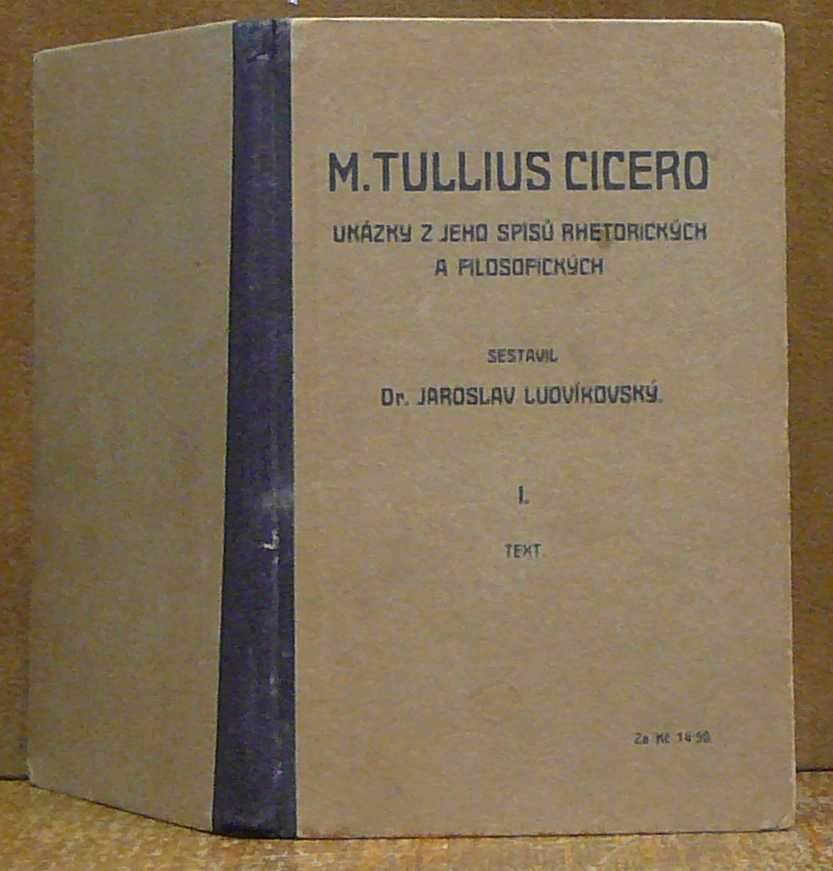 M. TULLIUS CICERO
UKÁZKY Z JEHO SPISŮ RHETORICKÝCH
A FILOSOFICKÝCH
SESTAVIL
Dr. JAROSLAV LUDVÍKOVSKÝ.
I.
TEXT.
Za Kč 14·50